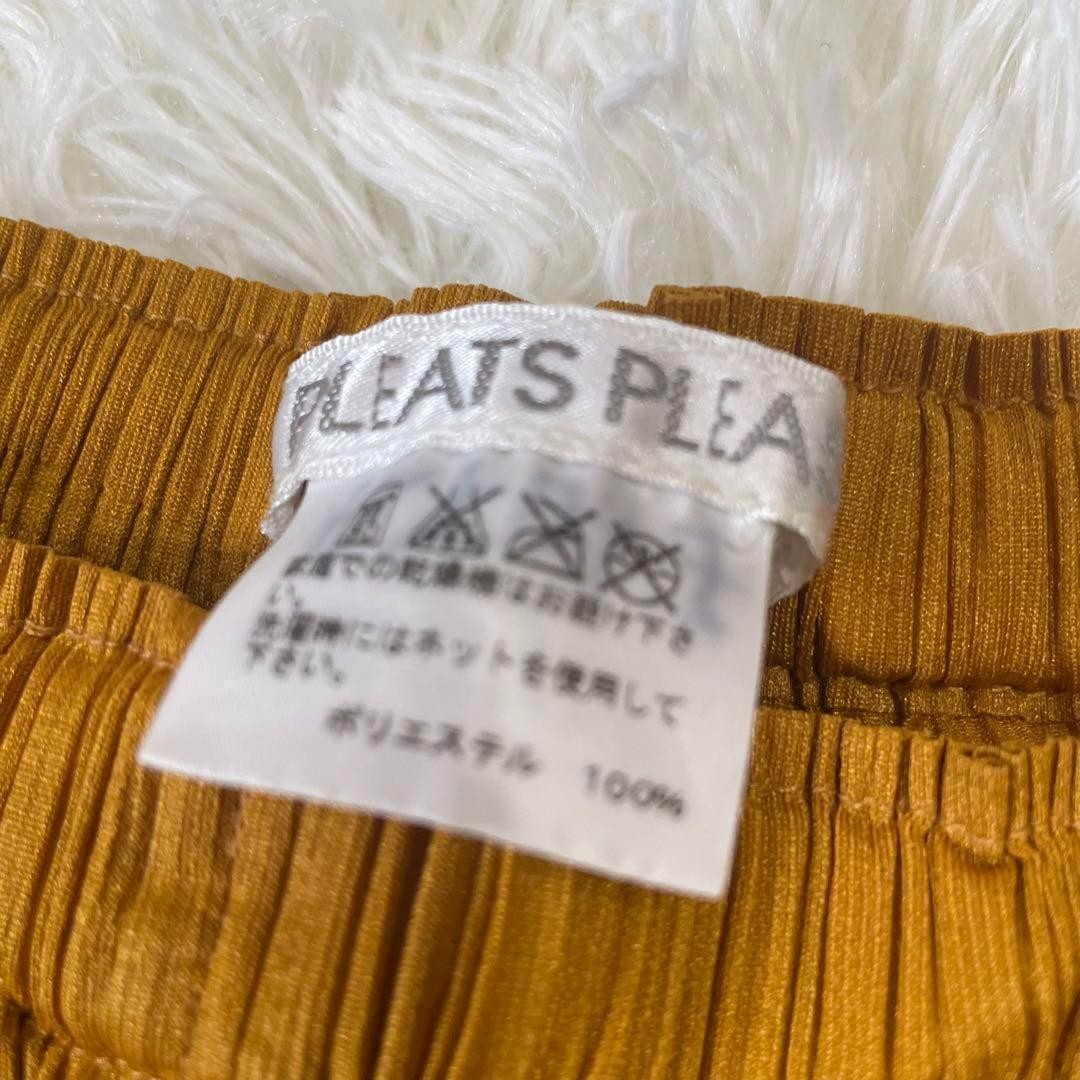 PLEATS PLEAS
家庭での乾燥機はお避け下さ
い。
洗濯時にはネットを使用して
下さい。
ポリエステル 100%